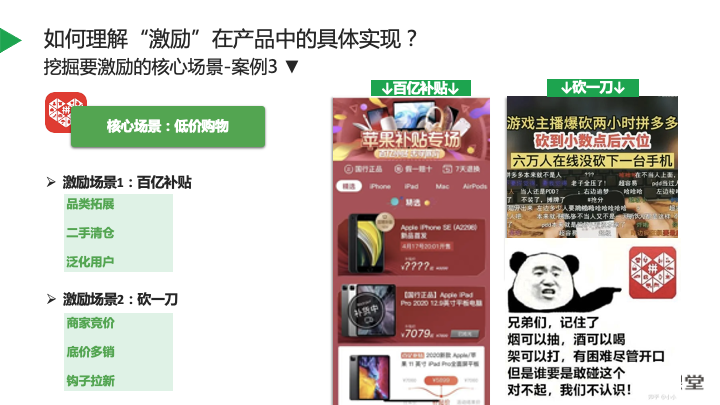 如何理解“激励”在产品中的具体实现？
挖掘要激励的核心场景-案例3 ▼
核心场景：低价购物
➢ 激励场景1：百亿补贴
品类拓展
二手清仓
泛化用户
➢ 激励场景2：砍一刀
商家竞价
底价多销
钩子拉新
↓百亿补贴↓
苹果补贴专场
国行正品 假一赔十 7天退换
精选 iPhone iPad Mac AirPods
精选
Apple iPhone SE (A2296)
新品首发
4月17号20:01开售
¥????起
【国行正品】Apple iPad
Pro 2020 12.9英寸平板电脑
补货中
¥7079起
2020新款 Apple/苹
果 11 英寸 iPad Pro全面屏平板
↓砍一刀↓
游戏主播爆砍两小时拼多多
砍到小数点后六位
六万人在线没砍下一台手机
拼
兄弟们，记住了
烟可以抽，酒可以喝
架可以打，有困难尽管开口
但是谁要是敢碰这个
对不起，我们不认识！
堂